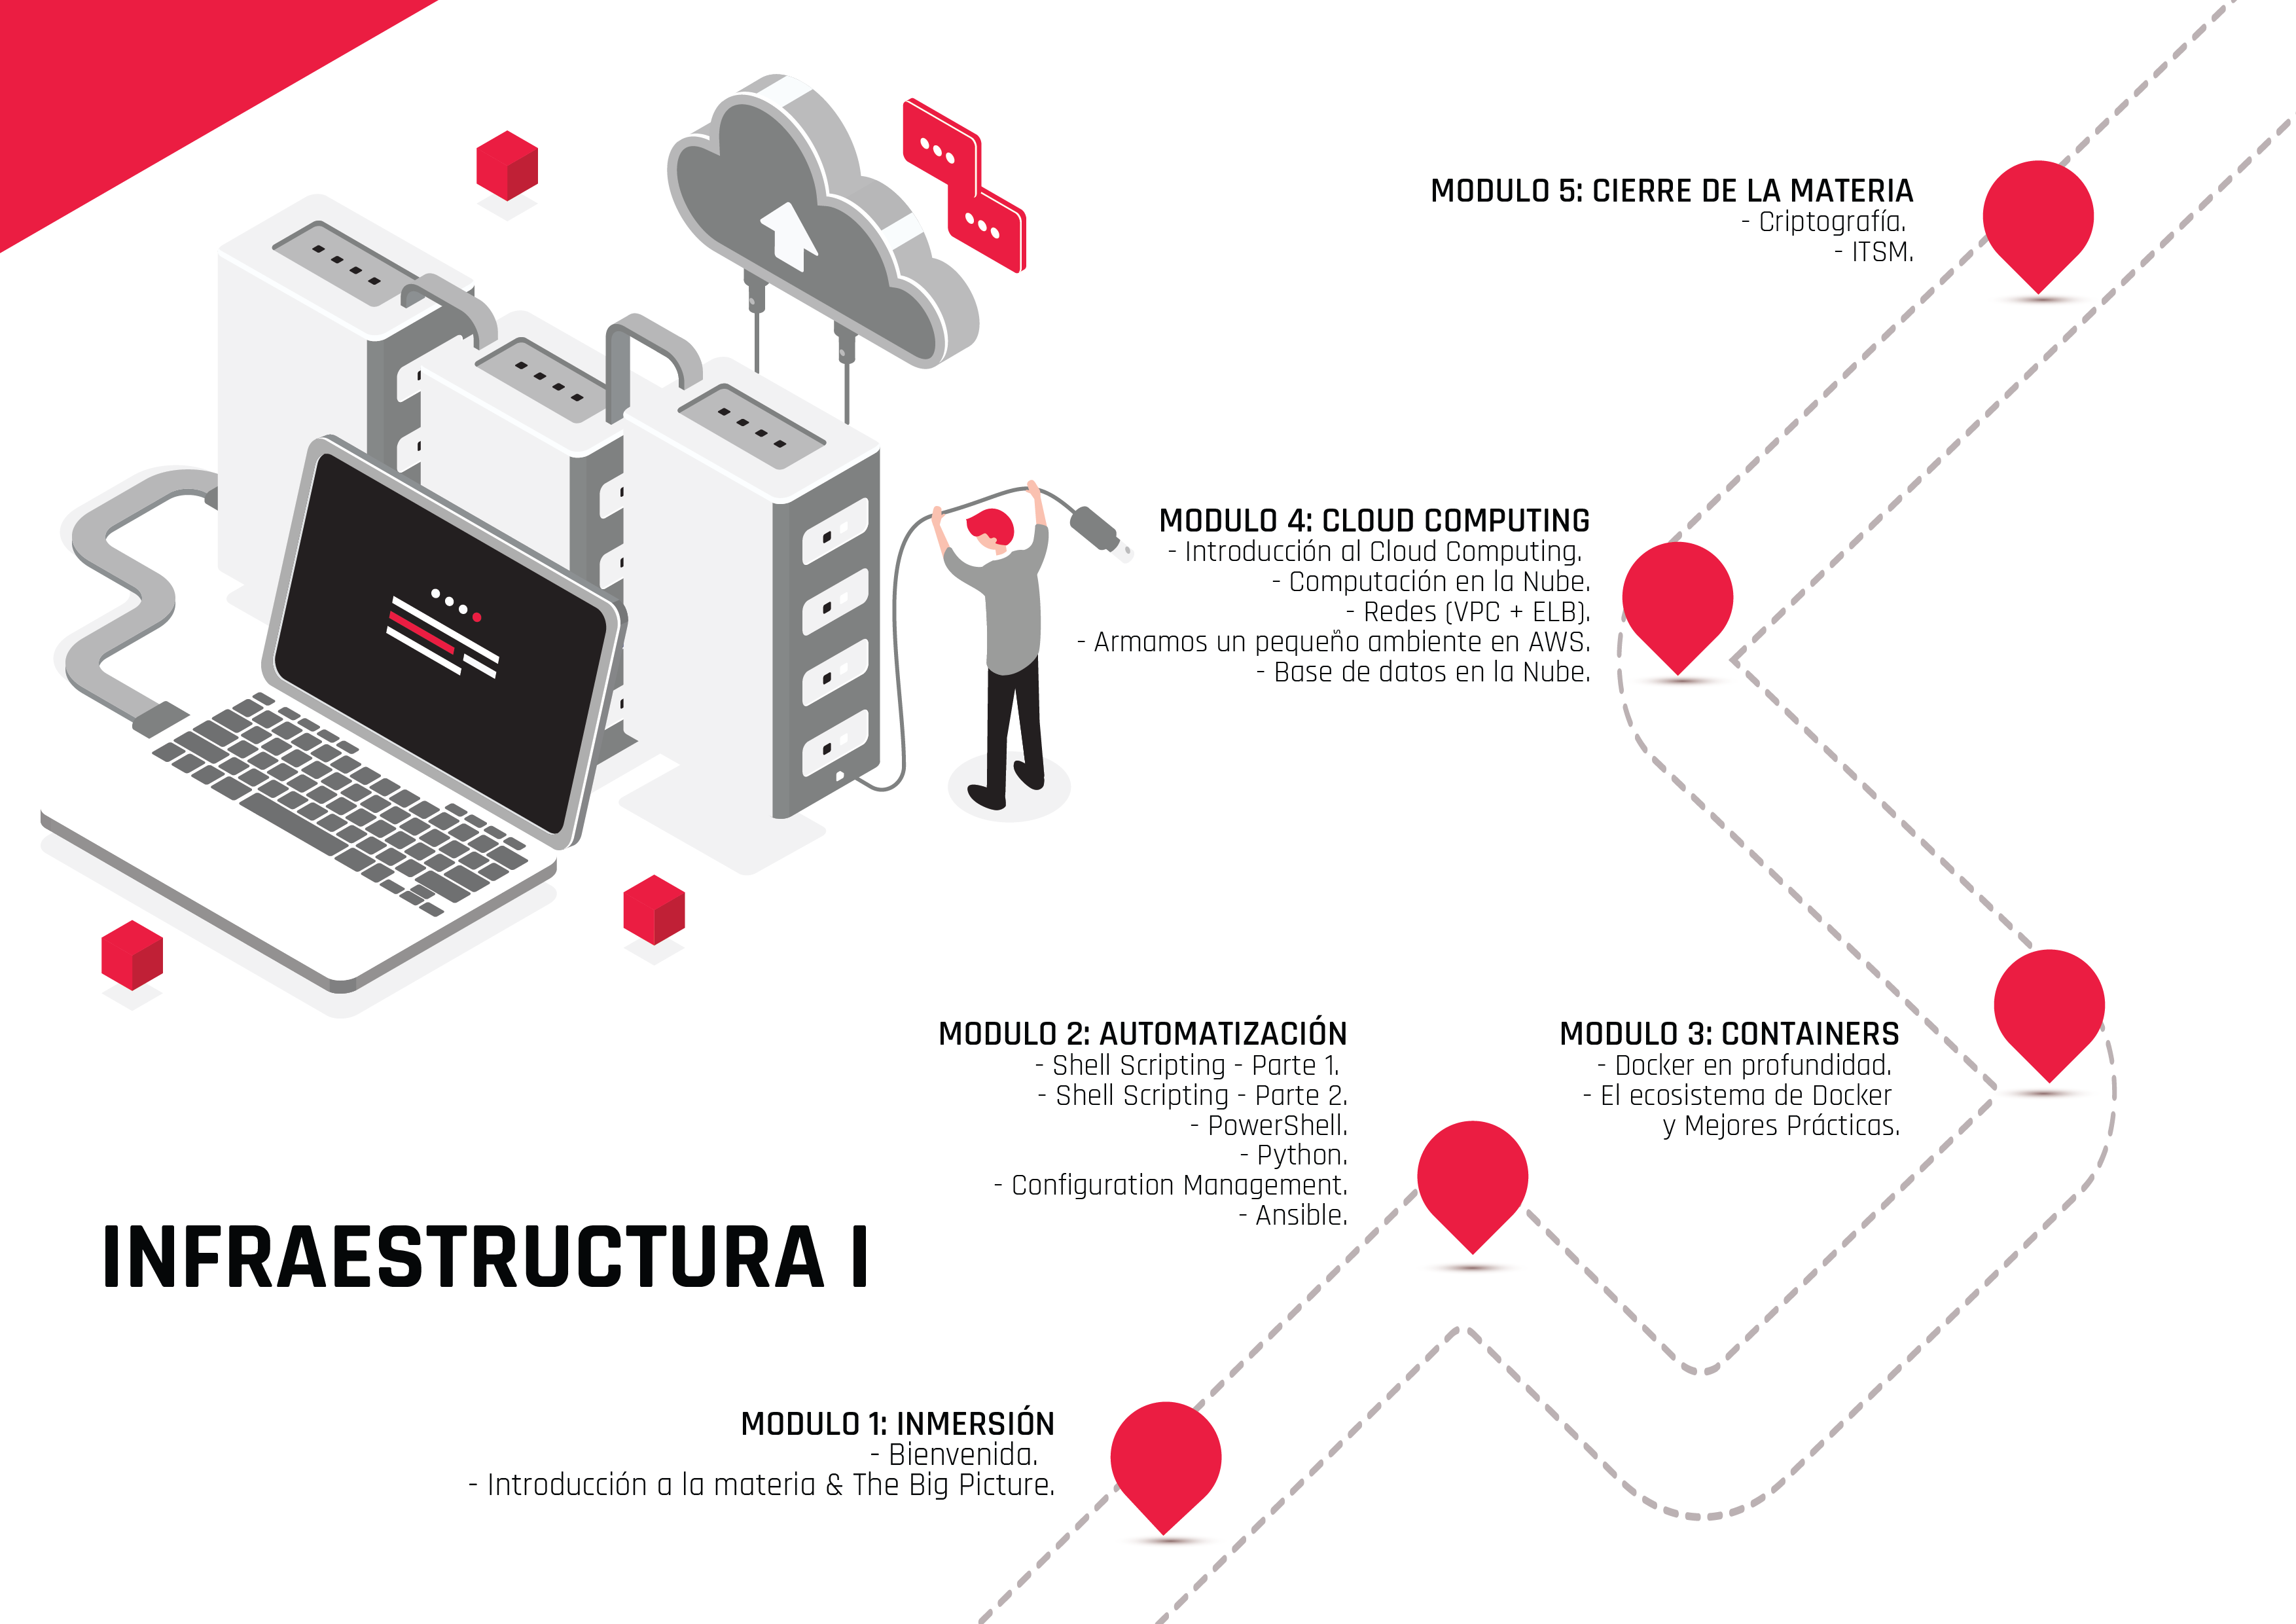 MODULO 5: CIERRE DE LA MATERIA
- Criptografía.
- ITSM.
MODULO 4: CLOUD COMPUTING
- Introducción al Cloud Computing.
- Computación en la Nube.
- Redes (VPC + ELB).
- Armamos un pequeño ambiente en AWS.
- Base de datos en la Nube.
MODULO 2: AUTOMATIZACIÓN
- Shell Scripting - Parte 1.
- Shell Scripting - Parte 2.
- PowerShell.
- Python.
- Configuration Management.
- Ansible.
MODULO 3: CONTAINERS
- Docker en profundidad.
- El ecosistema de Docker
y Mejores Prácticas.
INFRAESTRUCTURA I
MODULO 1: INMERSIÓN
- Bienvenida.
- Introducción a la materia & The Big Picture.